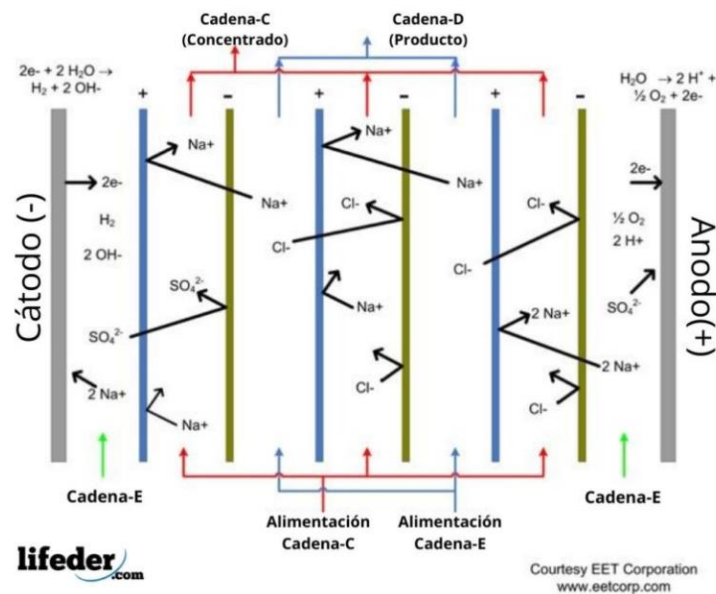 Cadena-C
(Concentrado)
Cadena-D
(Producto)
2e- + 2 H₂O →
H₂ + 2 OH-
H₂O → 2 H⁺ +
½ O₂ + 2e-
+
–
+
–
+
–
Cátodo (-)
Anodo(+)
2e-
H₂
2 OH-
SO₄²⁻
2 Na+
Na+
Na+
SO₄²⁻
Na+
Cl-
Na+
Cl-
Na+
Cl-
Na+
Cl-
Cl-
2 Na+
Cl-
2 Na+
2e-
½ O₂
2 H+
SO₄²⁻
Cadena-E
Cadena-E
Alimentación
Cadena-C
Alimentación
Cadena-E
lifeder
.com
Courtesy EET Corporation
www.eetcorp.com